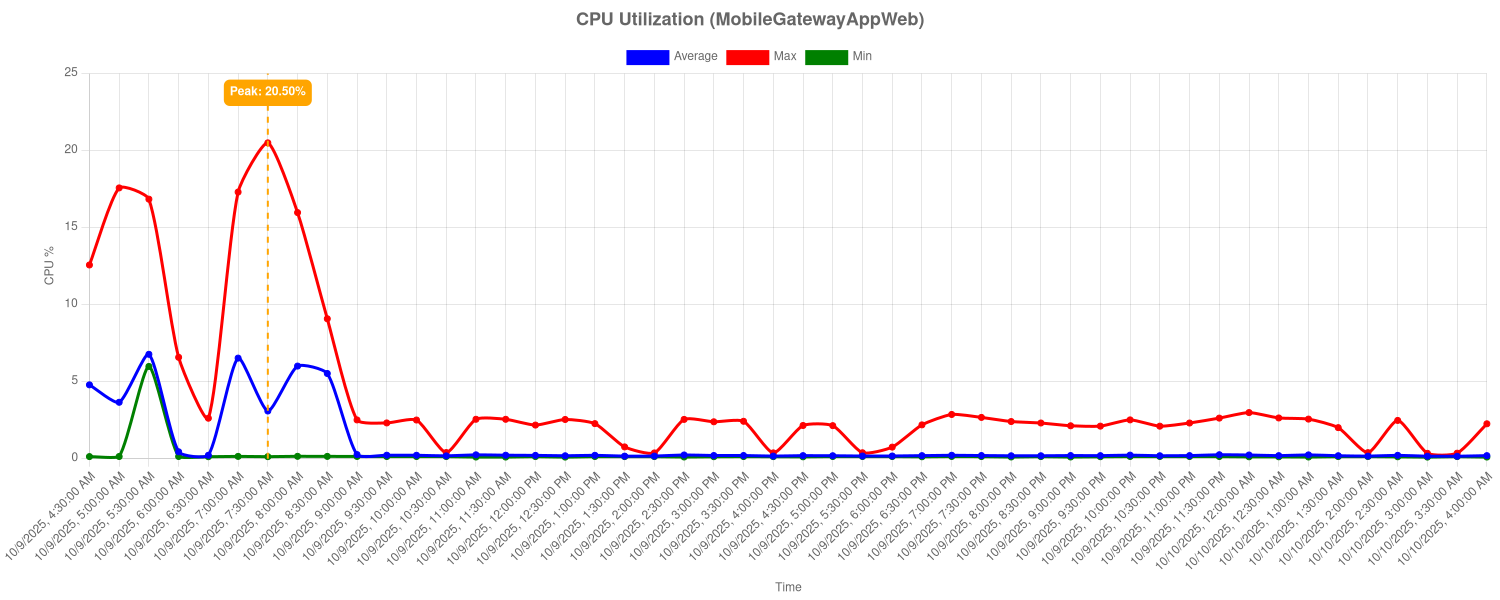 CPU Utilization (MobileGatewayAppWeb)
Average Max Min
Peak: 20.50%
25
20
15
10
5
0
CPU %
10/9/2025, 4:30:00 AM
10/9/2025, 5:00:00 AM
10/9/2025, 5:30:00 AM
10/9/2025, 6:00:00 AM
10/9/2025, 6:30:00 AM
10/9/2025, 7:00:00 AM
10/9/2025, 7:30:00 AM
10/9/2025, 8:00:00 AM
10/9/2025, 8:30:00 AM
10/9/2025, 9:00:00 AM
10/9/2025, 9:30:00 AM
10/9/2025, 10:00:00 AM
10/9/2025, 10:30:00 AM
10/9/2025, 11:00:00 AM
10/9/2025, 11:30:00 AM
10/9/2025, 12:00:00 PM
10/9/2025, 12:30:00 PM
10/9/2025, 1:00:00 PM
10/9/2025, 1:30:00 PM
10/9/2025, 2:00:00 PM
10/9/2025, 2:30:00 PM
10/9/2025, 3:00:00 PM
10/9/2025, 3:30:00 PM
10/9/2025, 4:00:00 PM
10/9/2025, 4:30:00 PM
10/9/2025, 5:00:00 PM
10/9/2025, 5:30:00 PM
10/9/2025, 6:00:00 PM
10/9/2025, 6:30:00 PM
10/9/2025, 7:00:00 PM
10/9/2025, 7:30:00 PM
10/9/2025, 8:00:00 PM
10/9/2025, 8:30:00 PM
10/9/2025, 9:00:00 PM
10/9/2025, 9:30:00 PM
10/9/2025, 10:00:00 PM
10/9/2025, 10:30:00 PM
10/9/2025, 11:00:00 PM
10/9/2025, 11:30:00 PM
10/10/2025, 12:00:00 AM
10/10/2025, 12:30:00 AM
10/10/2025, 1:00:00 AM
10/10/2025, 1:30:00 AM
10/10/2025, 2:00:00 AM
10/10/2025, 2:30:00 AM
10/10/2025, 3:00:00 AM
10/10/2025, 3:30:00 AM
10/10/2025, 4:00:00 AM
Time